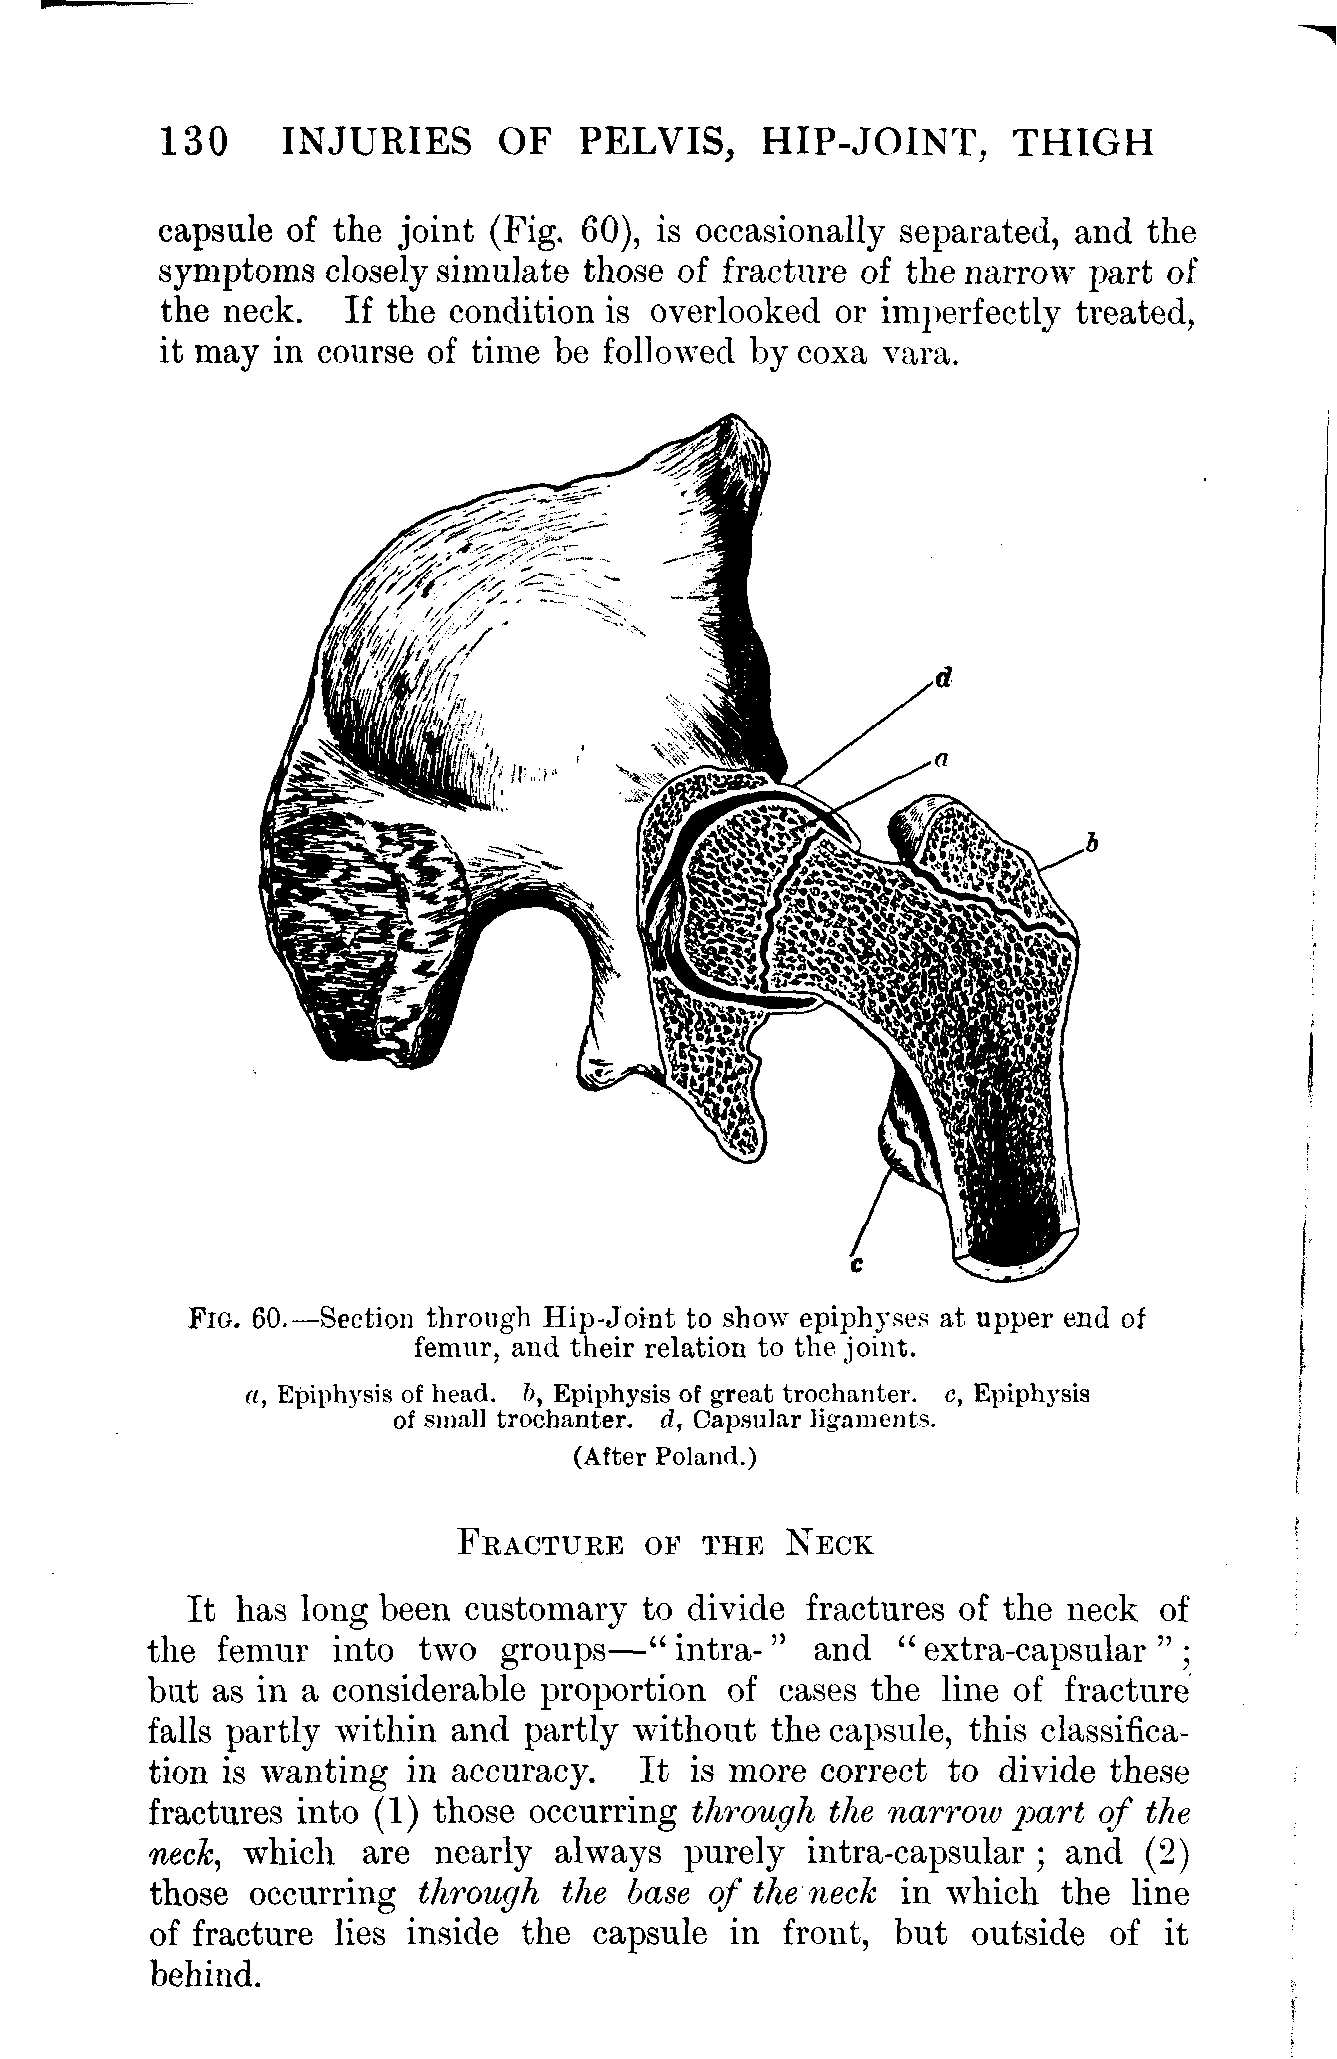 130 INJURIES OF PELVIS, HIP-JOINT, THIGH
capsule of the joint (Fig. 60), is occasionally separated, and the
symptoms closely simulate those of fracture of the narrow part of
the neck. If the condition is overlooked or imperfectly treated,
it may in course of time be followed by coxa vara.
d
a
b
c
FIG. 60.—Section through Hip-Joint to show epiphyses at upper end of
femur, and their relation to the joint.
a, Epiphysis of head. b, Epiphysis of great trochanter. c, Epiphysis
of small trochanter. d, Capsular ligaments.
(After Poland.)
FRACTURE OF THE NECK
It has long been customary to divide fractures of the neck of
the femur into two groups—“intra-” and “extra-capsular”;
but as in a considerable proportion of cases the line of fracture
falls partly within and partly without the capsule, this classifica-
tion is wanting in accuracy. It is more correct to divide these
fractures into (1) those occurring through the narrow part of the
neck, which are nearly always purely intra-capsular; and (2)
those occurring through the base of the neck in which the line
of fracture lies inside the capsule in front, but outside of it
behind.